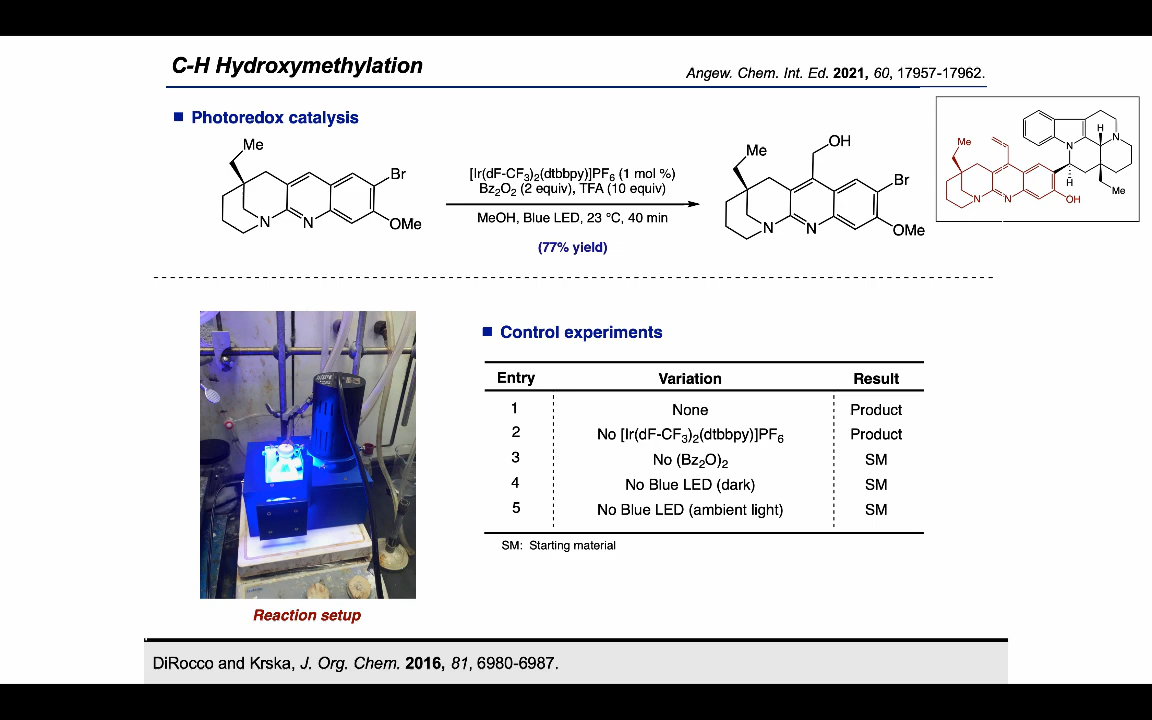 C-H Hydroxymethylation
Angew. Chem. Int. Ed. 2021, 60, 17957-17962.
■ Photoredox catalysis
Me
Br
N
N
OMe
[Ir(dF-CF3)2(dtbbpy)]PF6 (1 mol %)
Bz2O2 (2 equiv), TFA (10 equiv)
MeOH, Blue LED, 23 °C, 40 min
(77% yield)
OH
Me
Br
N
N
OMe
Me
N
N
OH
H
N
H
N
Me
■ Control experiments
Entry Variation Result
1 None Product
2 No [Ir(dF-CF3)2(dtbbpy)]PF6 Product
3 No (Bz2O)2 SM
4 No Blue LED (dark) SM
5 No Blue LED (ambient light) SM
SM: Starting material
Reaction setup
DiRocco and Krska, J. Org. Chem. 2016, 81, 6980-6987.